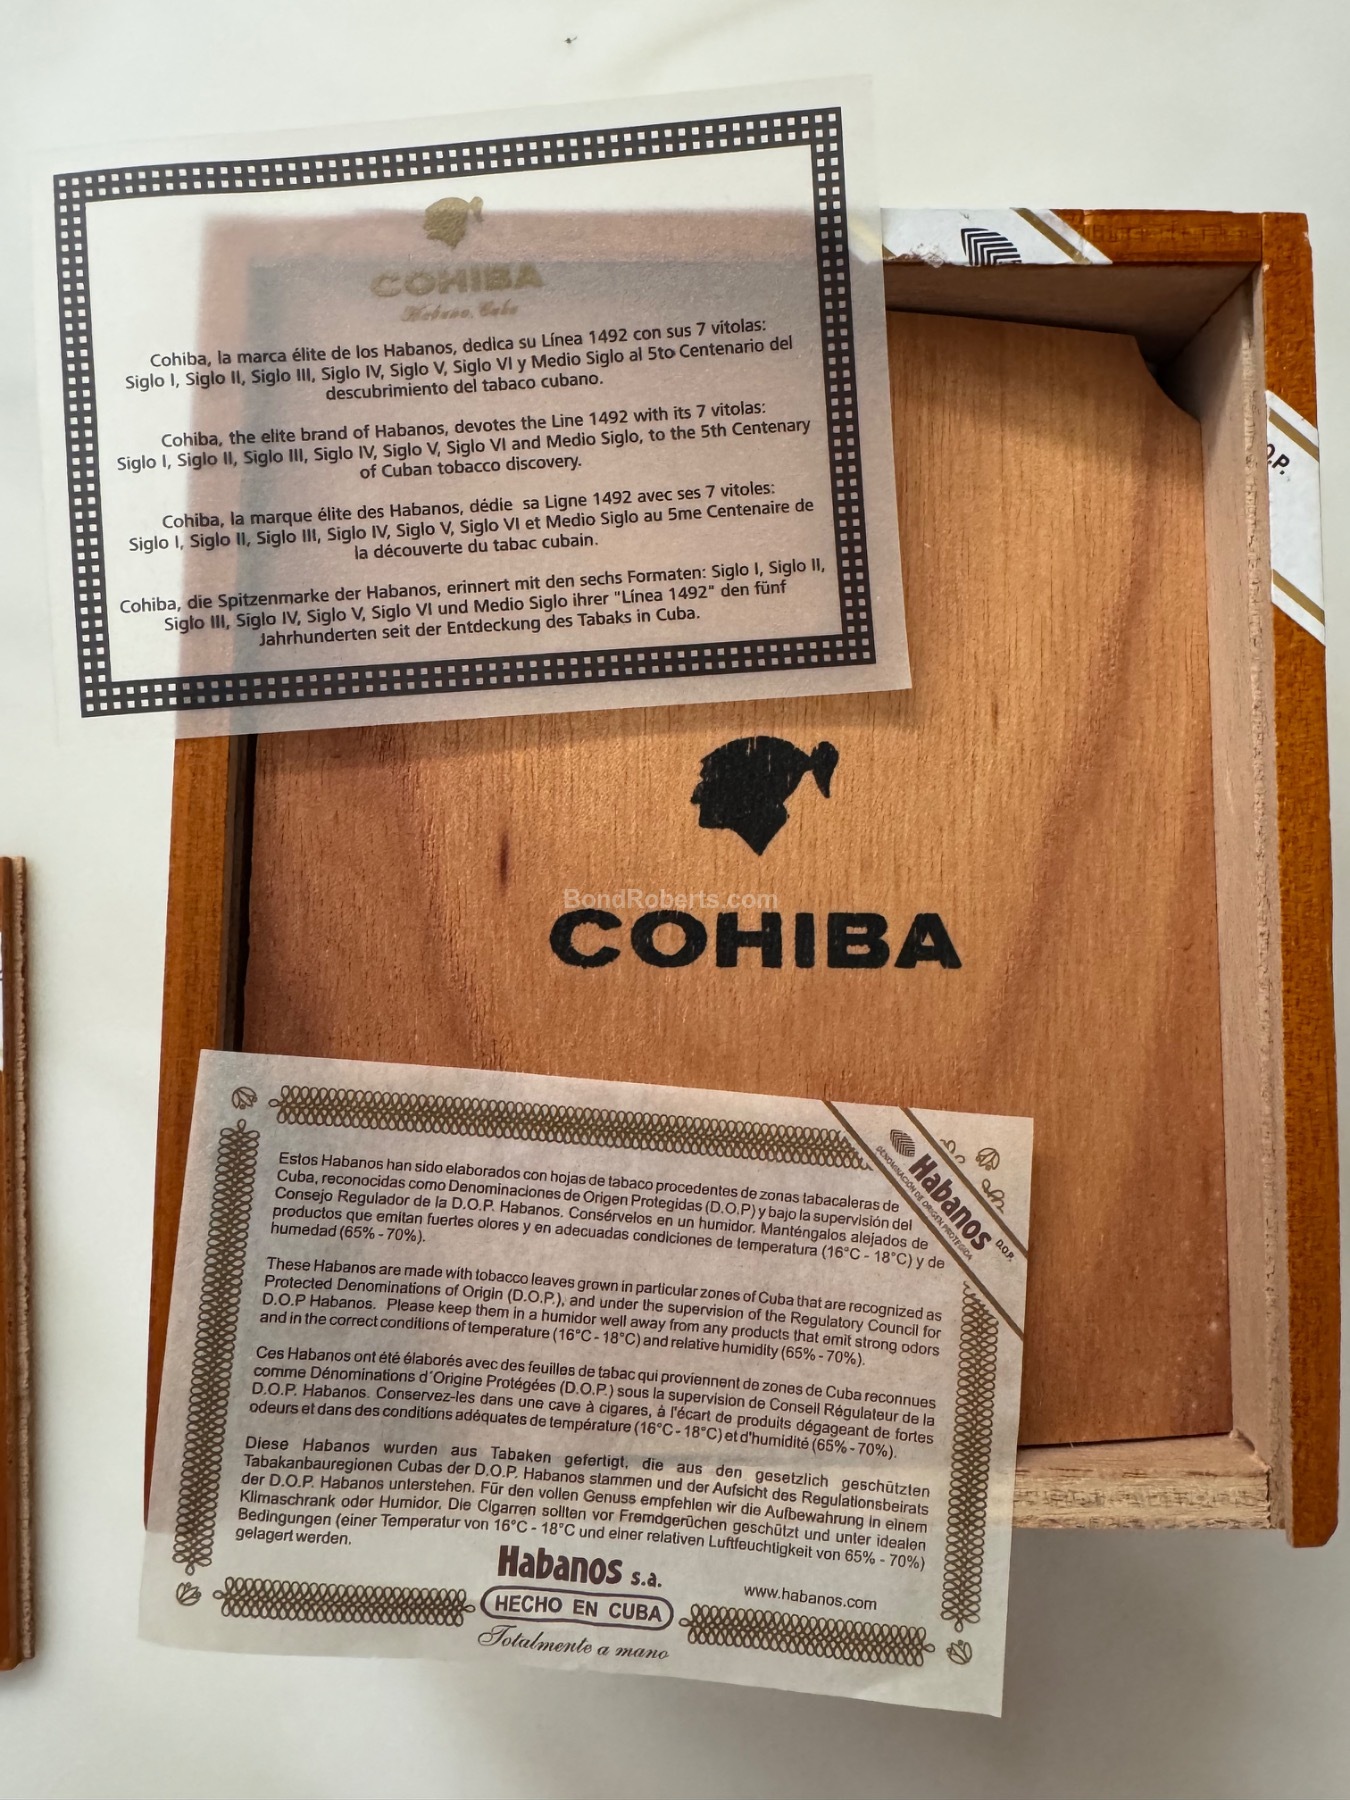 COHIBA
Habana, Cuba
Cohiba, la marca élite de los Habanos, dedica su Línea 1492 con sus 7 vitolas:
Siglo I, Siglo II, Siglo III, Siglo IV, Siglo V, Siglo VI y Medio Siglo al 5to Centenario del
descubrimiento del tabaco cubano.
Cohiba, the elite brand of Habanos, devotes the Line 1492 with its 7 vitolas:
Siglo I, Siglo II, Siglo III, Siglo IV, Siglo V, Siglo VI and Medio Siglo, to the 5th Centenary
of Cuban tobacco discovery.
Cohiba, la marque élite des Habanos, dédie sa Ligne 1492 avec ses 7 vitoles:
Siglo I, Siglo II, Siglo III, Siglo IV, Siglo V, Siglo VI et Medio Siglo au 5me Centenaire de
la découverte du tabac cubain.
Cohiba, die Spitzenmarke der Habanos, erinnert mit den sechs Formaten: Siglo I, Siglo II,
Siglo III, Siglo IV, Siglo V, Siglo VI und Medio Siglo ihrer "Línea 1492" den fünf
Jahrhunderten seit der Entdeckung des Tabaks in Cuba.
O.P.
BondRoberts.com
COHIBA
Habanos D.O.P.
DENOMINACIÓN DE ORIGEN PROTEGIDA
Estos Habanos han sido elaborados con hojas de tabaco procedentes de zonas tabacaleras de
Cuba, reconocidas como Denominaciones de Origen Protegidas (D.O.P) y bajo la supervisión del
Consejo Regulador de la D.O.P. Habanos. Consérvelos en un humidor. Manténgalos alejados de
productos que emitan fuertes olores y en adecuadas condiciones de temperatura (16°C - 18°C) y de
humedad (65% - 70%).
These Habanos are made with tobacco leaves grown in particular zones of Cuba that are recognized as
Protected Denominations of Origin (D.O.P.), and under the supervision of the Regulatory Council for
D.O.P Habanos. Please keep them in a humidor well away from any products that emit strong odors
and in the correct conditions of temperature (16°C - 18°C) and relative humidity (65% - 70%).
Ces Habanos ont été élaborés avec des feuilles de tabac qui proviennent de zones de Cuba reconnues
comme Dénominations d´Origine Protégées (D.O.P.) sous la supervision de Conseil Régulateur de la
D.O.P. Habanos. Conservez-les dans une cave à cigares, à l'écart de produits dégageant de fortes
odeurs et dans des conditions adéquates de température (16°C - 18°C) et d'humidité (65% - 70%).
Diese Habanos wurden aus Tabaken gefertigt, die aus den gesetzlich geschützten
Tabakanbauregionen Cubas der D.O.P. Habanos stammen und der Aufsicht des Regulationsbeirats
der D.O.P. Habanos unterstehen. Für den vollen Genuss empfehlen wir die Aufbewahrung in einem
Klimaschrank oder Humidor. Die Cigarren sollten vor Fremdgerüchen geschützt und unter idealen
Bedingungen (einer Temperatur von 16°C - 18°C und einer relativen Luftfeuchtigkeit von 65% - 70%)
gelagert werden.
Habanos s.a.
HECHO EN CUBA
www.habanos.com
Totalmente a mano